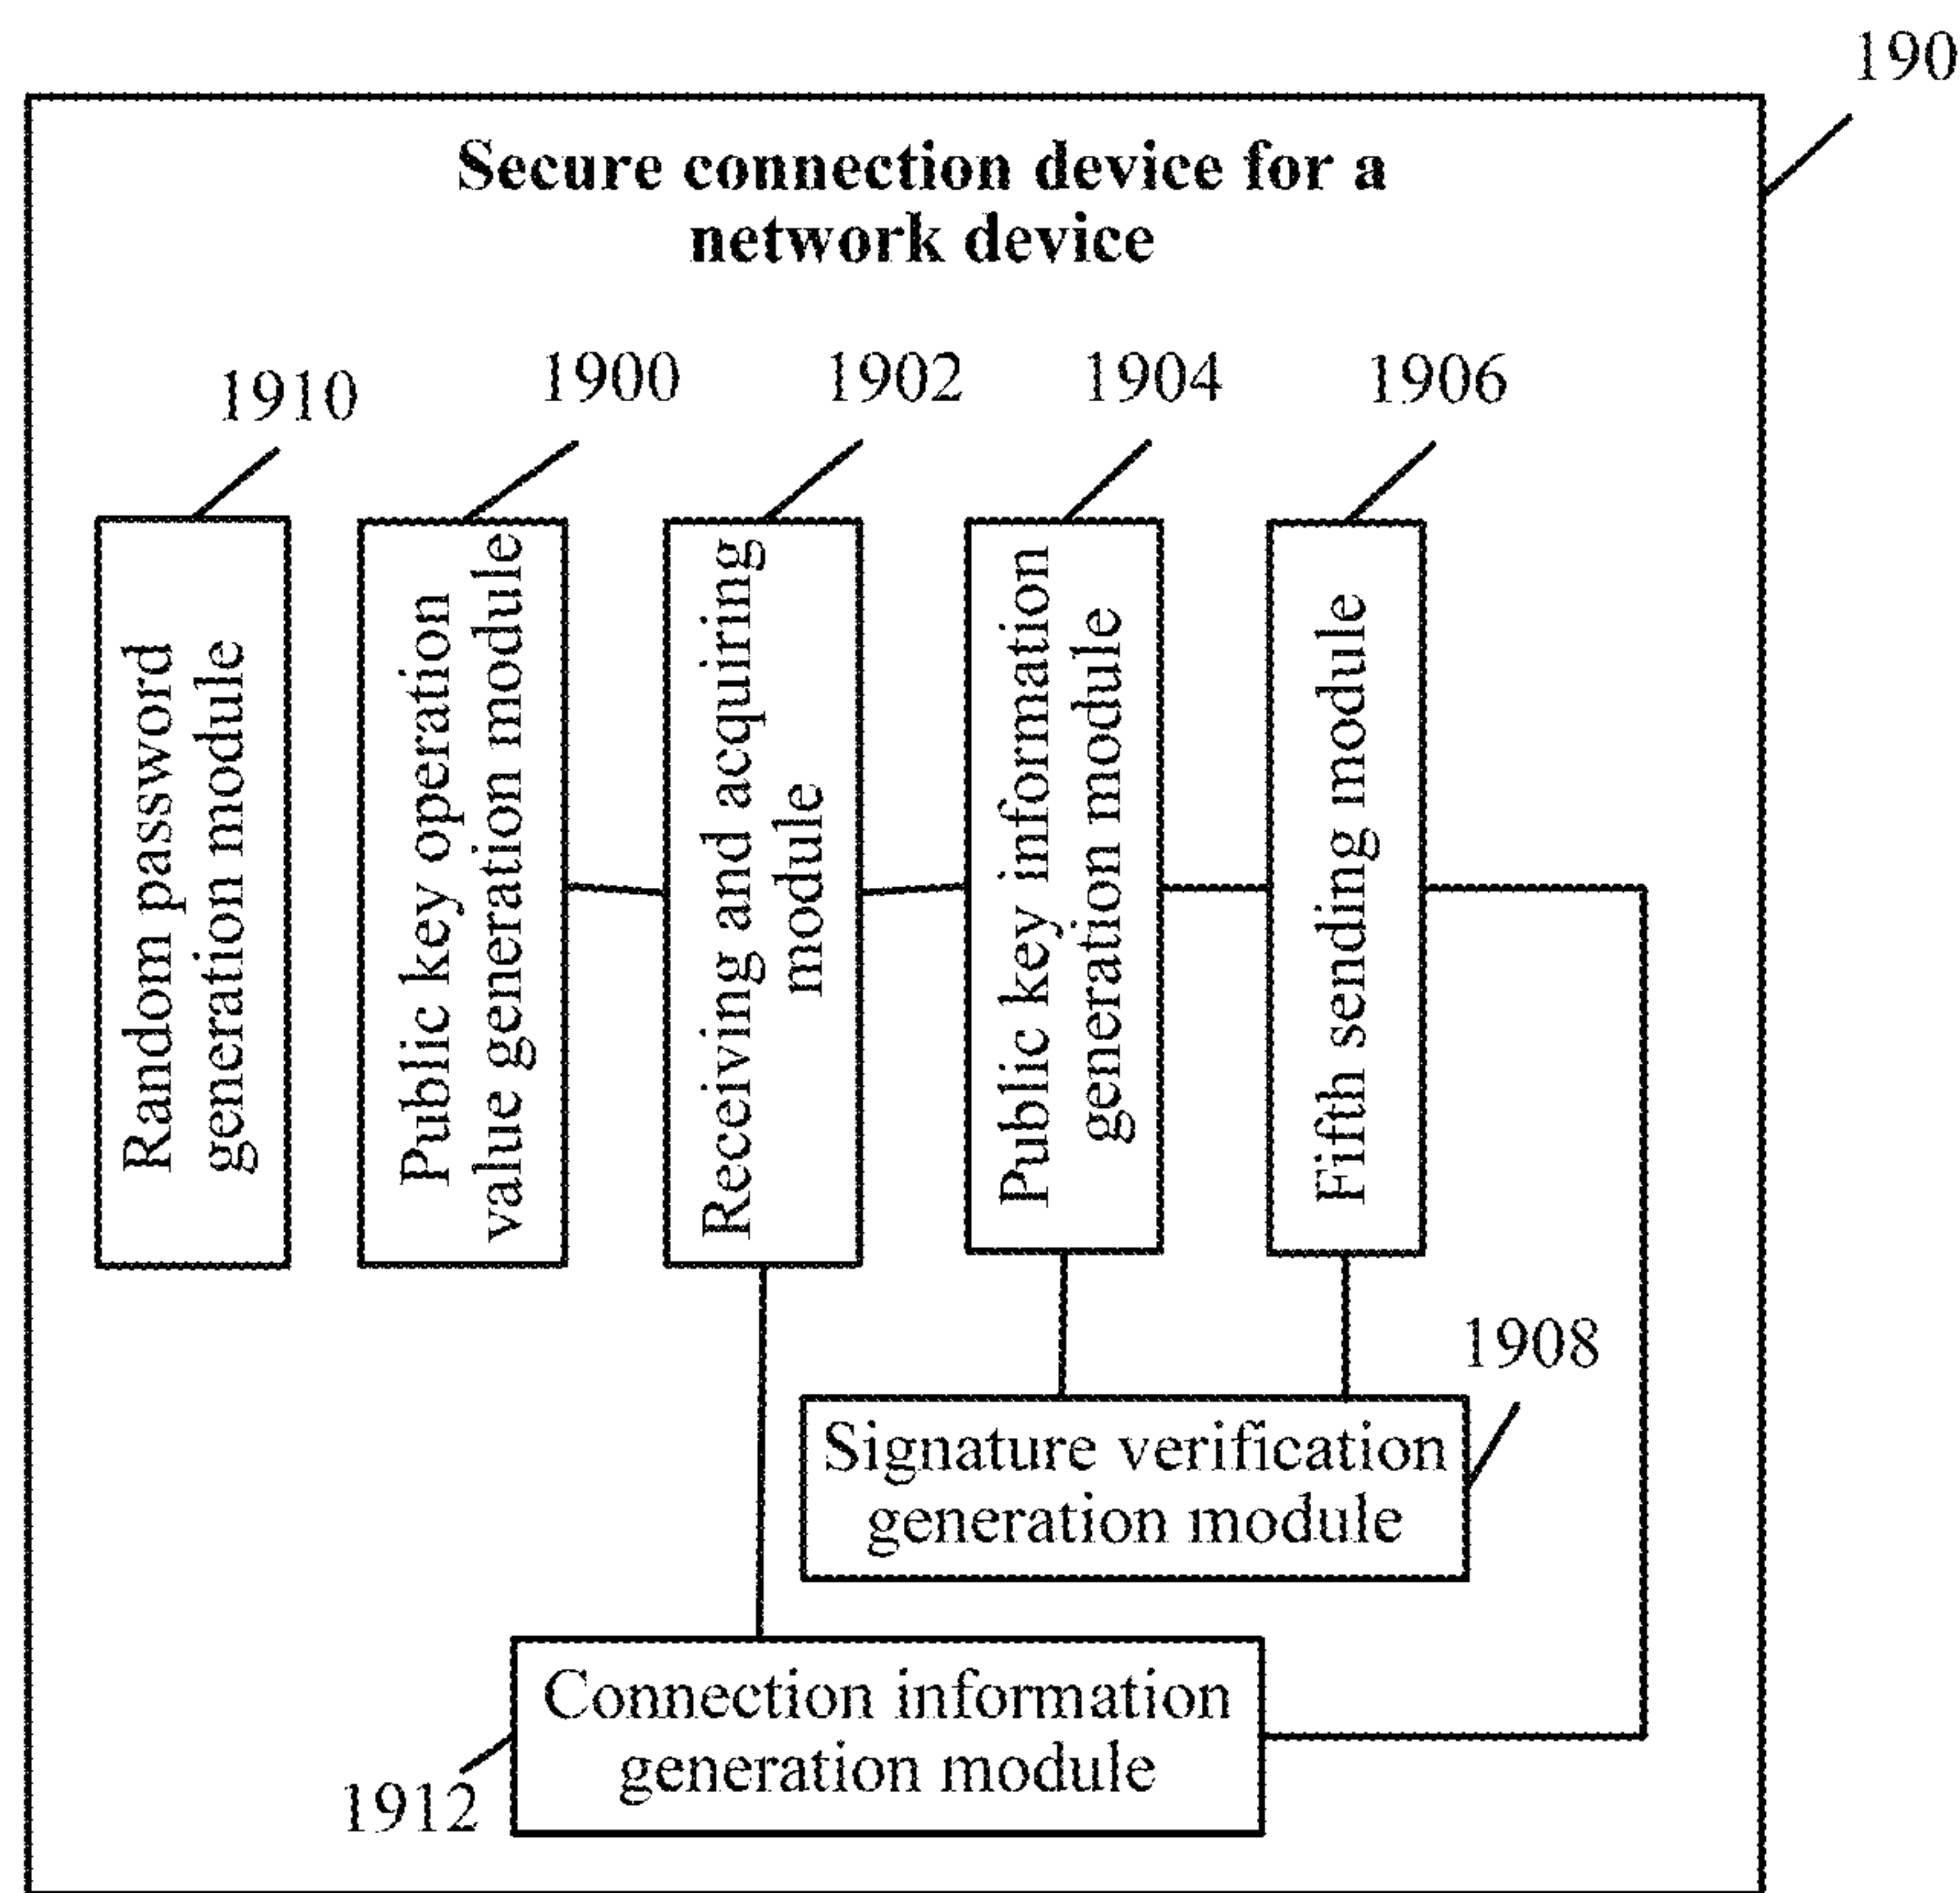 190
Secure connection device for a
network device
1910
1900
1902
1904
1906
Random password
generation module
Public key operation
value generation module
Receiving and acquiring
module
Public key information
generation module
Fifth sending module
1908
Signature verification
generation module
Connection information
generation module
1912